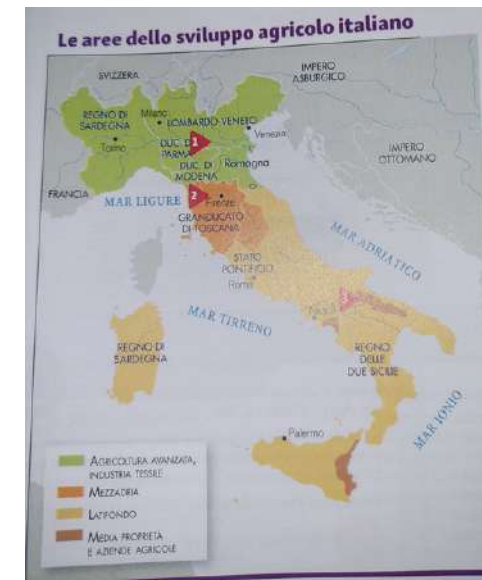 Le aree dello sviluppo agricolo italiano
SVIZZERA
IMPERO
ASBURGICO
REGNO DI
SARDEGNA
Milano
LOMBARDO VENETO
Torino
Venezia
DUC. DI
PARMA
1
DUC. DI
MODENA
Romagna
IMPERO
OTTOMANO
FRANCIA
MAR LIGURE
2
Firenze
GRANDUCATO
DI TOSCANA
MAR ADRIATICO
STATO
PONTIFICIO
Roma
3
MAR TIRRENO
REGNO DI
SARDEGNA
REGNO
DELLE
DUE SICILIE
MAR IONIO
Palermo
AGRICOLTURA AVANZATA,
INDUSTRIA TESSILE
MEZZADRIA
LATIFONDO
MEDIA PROPRIETÀ
E AZIENDE AGRICOLE